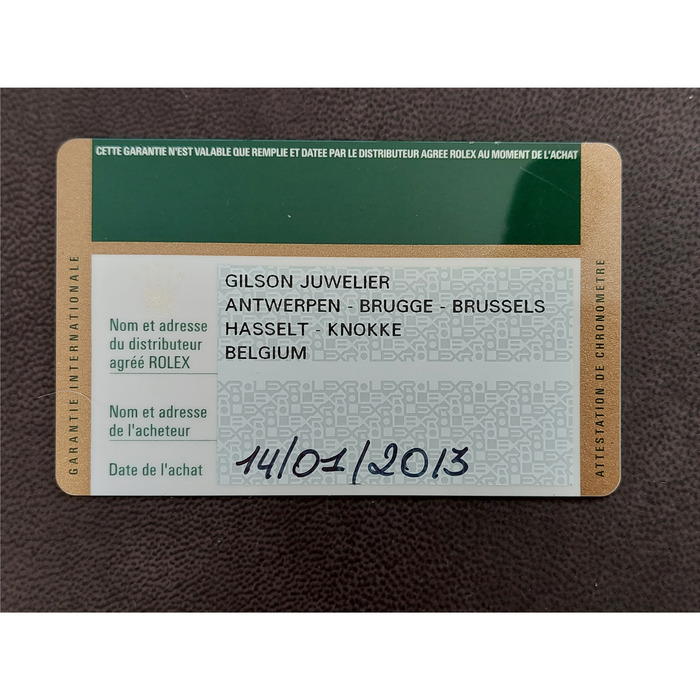 CETTE GARANTIE N'EST VALABLE QUE REMPLIE ET DATEE PAR LE DISTRIBUTEUR AGREE ROLEX AU MOMENT DE L'ACHAT
GARANTIE INTERNATIONALE
Nom et adresse
du distributeur
agréé ROLEX
GILSON JUWELIER
ANTWERPEN - BRUGGE - BRUSSELS
HASSELT - KNOKKE
BELGIUM
Nom et adresse
de l'acheteur
Date de l'achat
14/01/2013
ATTESTATION DE CHRONOMETRE